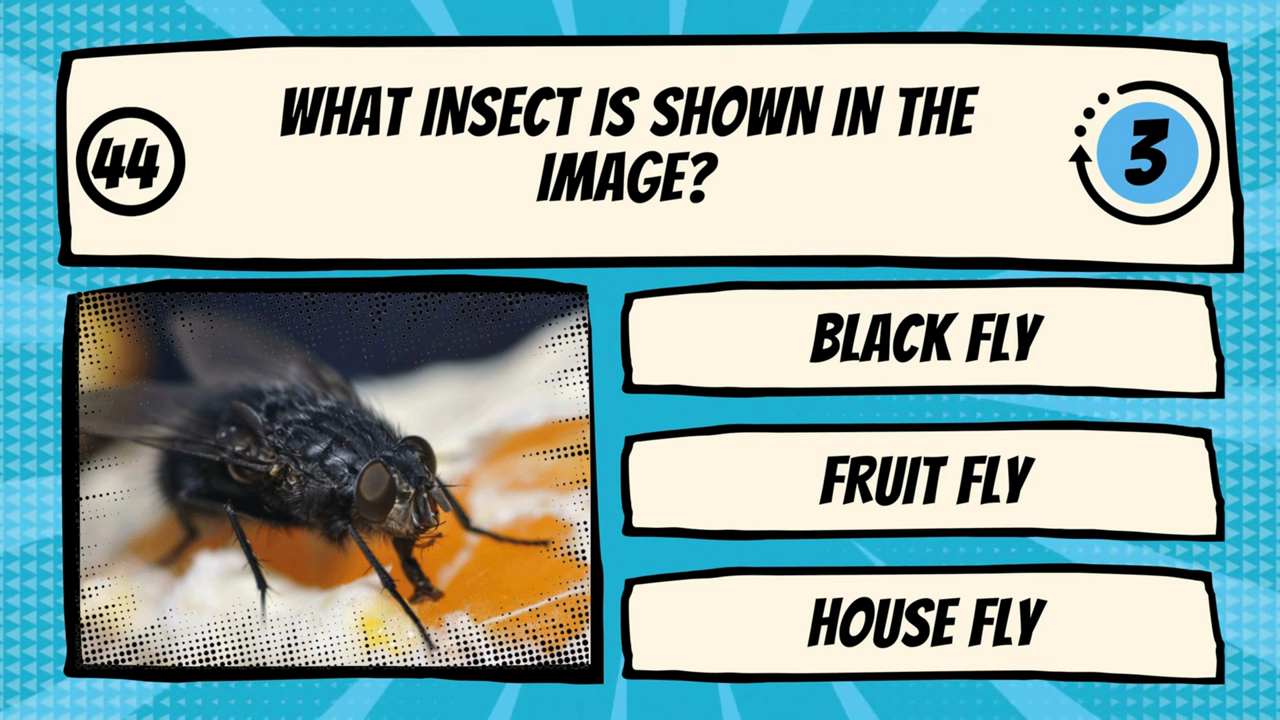 44
WHAT INSECT IS SHOWN IN THE
IMAGE?
3
BLACK FLY
FRUIT FLY
HOUSE FLY